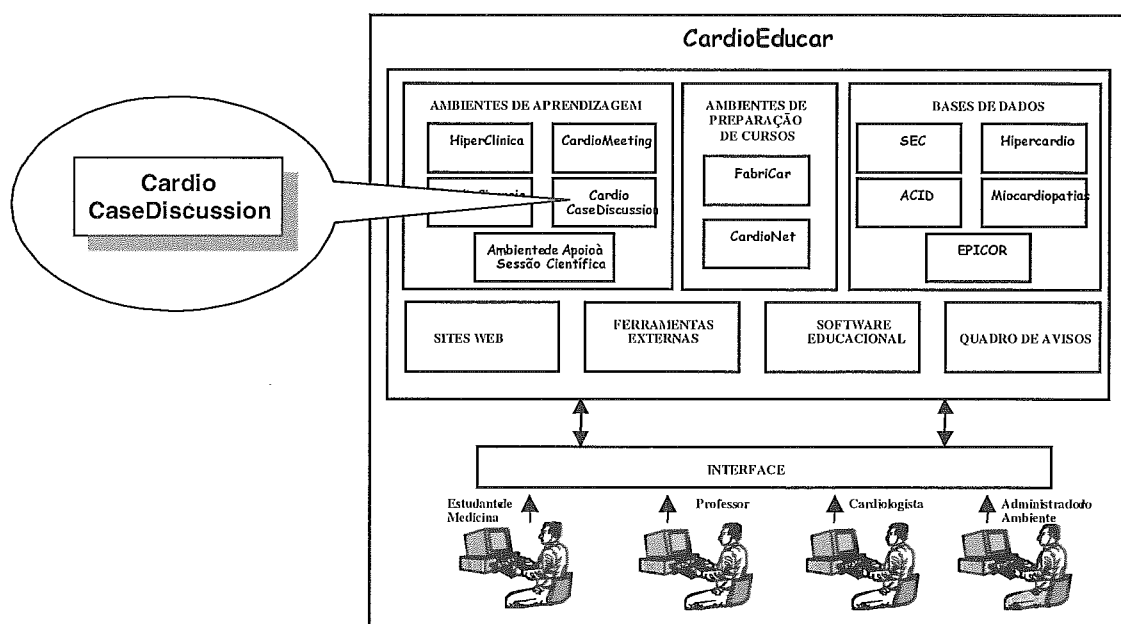 CardioEducar
Cardio
CaseDiscussion
AMBIENTES DE APRENDIZAGEM
HiperClínica
CardioMeeting
Cardio
CaseDiscussion
Ambientede Apoioà
Sessão Científica
AMBIENTES DE
PREPARAÇÃO
DE CURSOS
FabriCar
CardioNet
BASES DE DADOS
SEC
Hipercardio
ACID
Miocardiopatias
EPICOR
SITES WEB
FERRAMENTAS
EXTERNAS
SOFTWARE
EDUCACIONAL
QUADRO DE AVISOS
INTERFACE
Estudantede
Medicina
Professor
Cardiologista
Administradodo
Ambiente